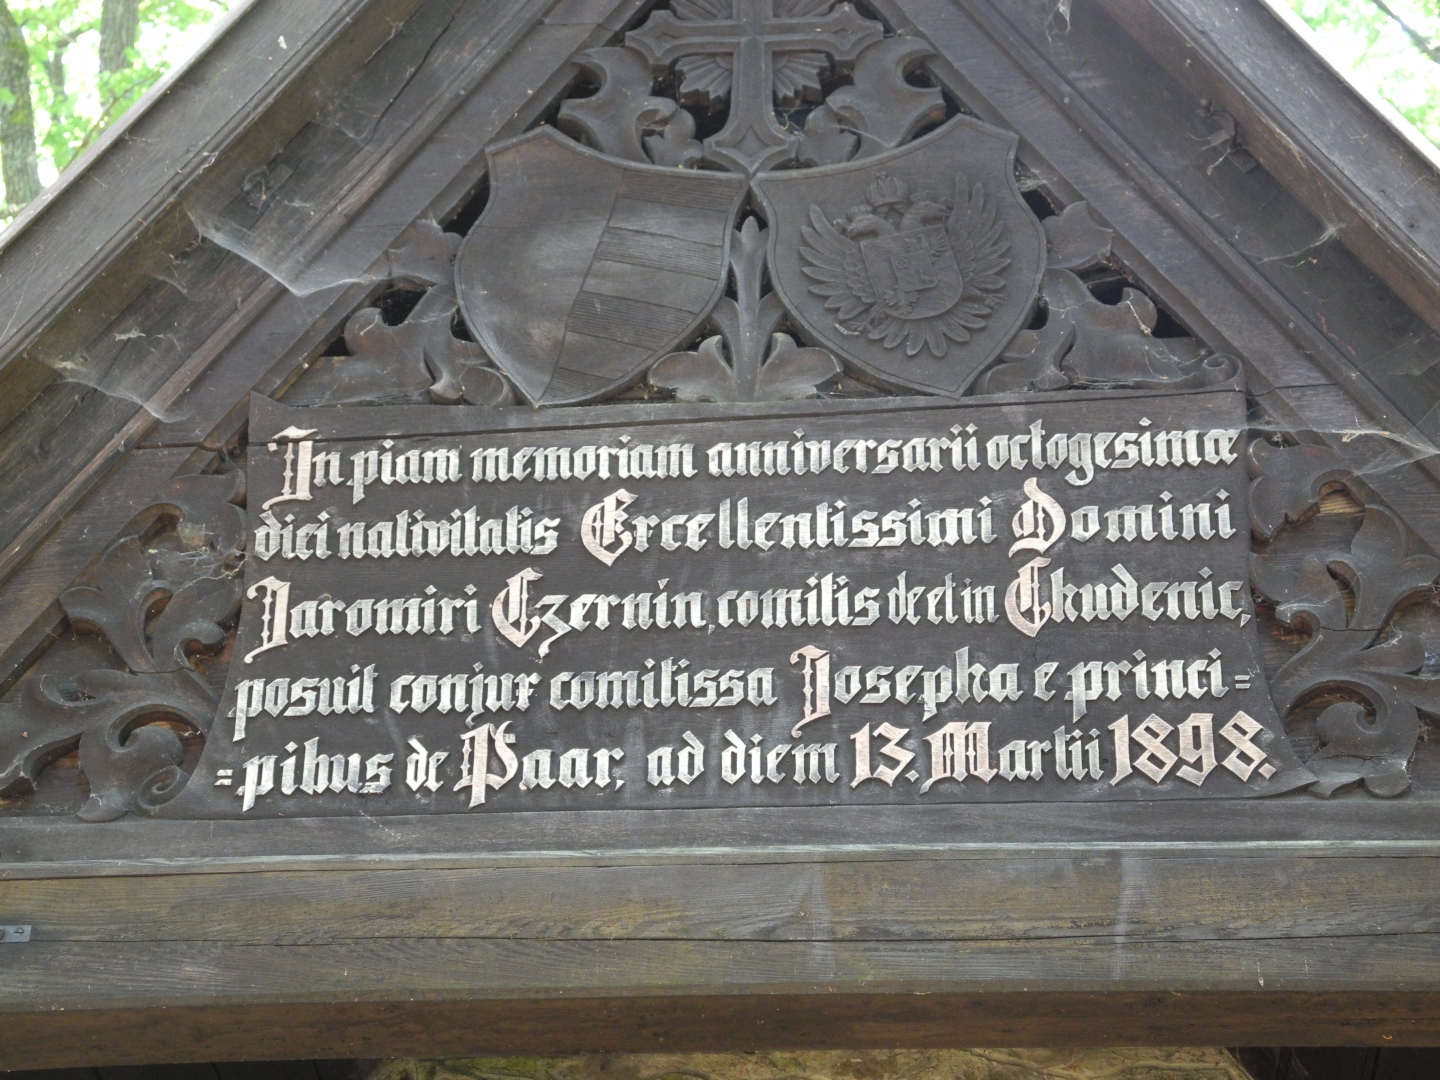 In piam memoriam anniversarii octogesimæ
diei nativitatis Excellentissimi Domini
Jaromiri Czernin, comitis de et in Chudenic,
posuit conjux comitissa Josepha e princi=
=pibus de Paar, ad diem 13. Martii 1898.